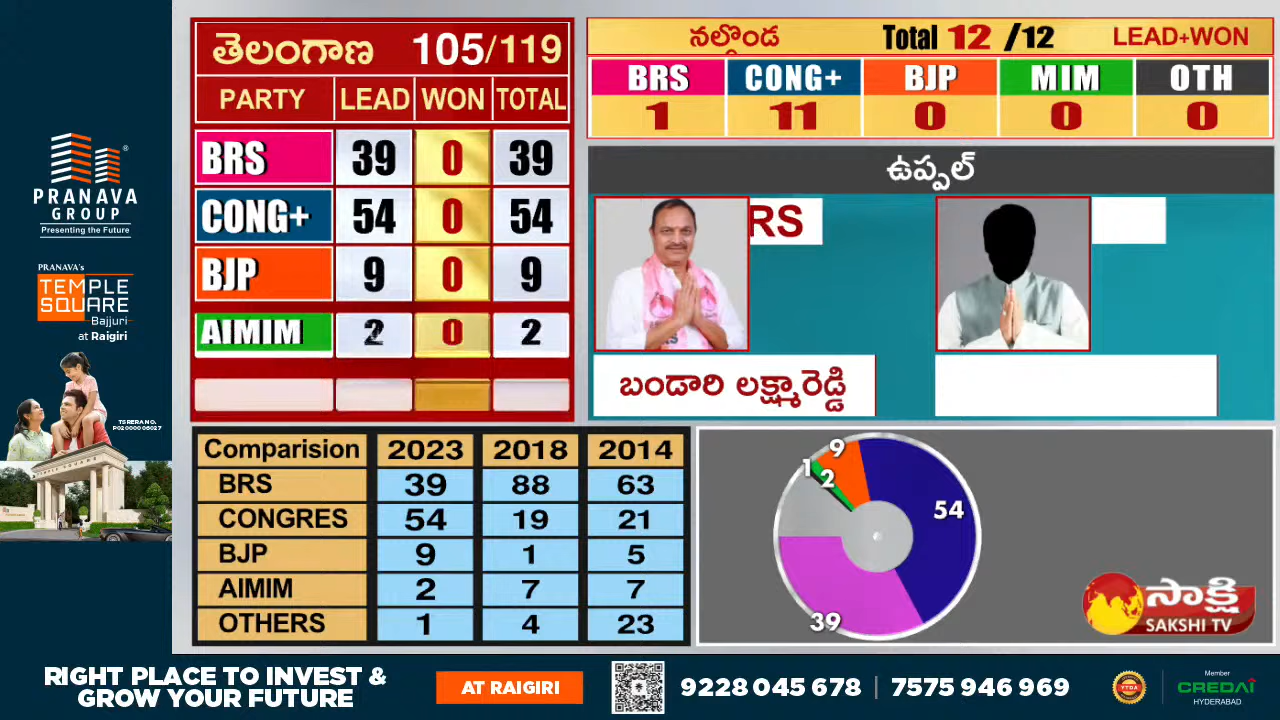 PRANAVA
GROUP
Presenting the Future
PRANAVA's
TEMPLE
SQUARE
Bajjuri
at Raigiri
తెలంగాణ 105/119
PARTY LEAD WON TOTAL
BRS 39 0 39
CONG+ 54 0 54
BJP 9 0 9
AIMIM 2 0 2
నల్గొండ Total 12 /12 LEAD+WON
BRS CONG+ BJP MIM OTH
1 11 0 0 0
ఉప్పల్
RS
బండారి లక్ష్మారెడ్డి
Comparision 2023 2018 2014
BRS 39 88 63
CONGRES 54 19 21
BJP 9 1 5
AIMIM 2 7 7
OTHERS 1 4 23
9
1
2
54
39
సాక్షి
SAKSHI TV
RIGHT PLACE TO INVEST &
GROW YOUR FUTURE
AT RAIGIRI
9228 045 678 | 7575 946 969
YTDA
Member
CREDAI
HYDERABAD